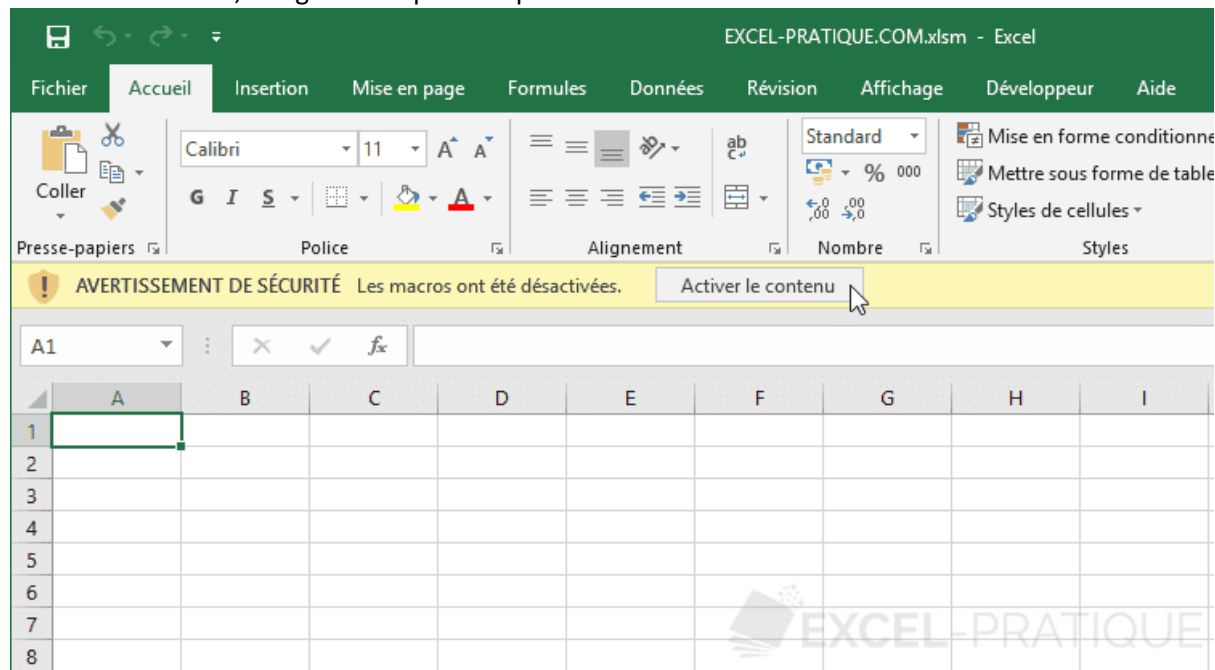 EXCEL-PRATIQUE.COM.xlsm - Excel
Fichier Accueil Insertion Mise en page Formules Données Révision Affichage Développeur Aide
Calibri 11 A A ab c Standard Mise en forme conditionne
Coller % 000 Mettre sous forme de table
G I S A ,00 Styles de cellules
Presse-papiers Police Alignement Nombre Styles
AVERTISSEMENT DE SÉCURITÉ Les macros ont été désactivées. Activer le contenu
A1 fx
A B C D E F G H I
1
2
3
4
5
6
7
8
EXCEL-PRATIQUE